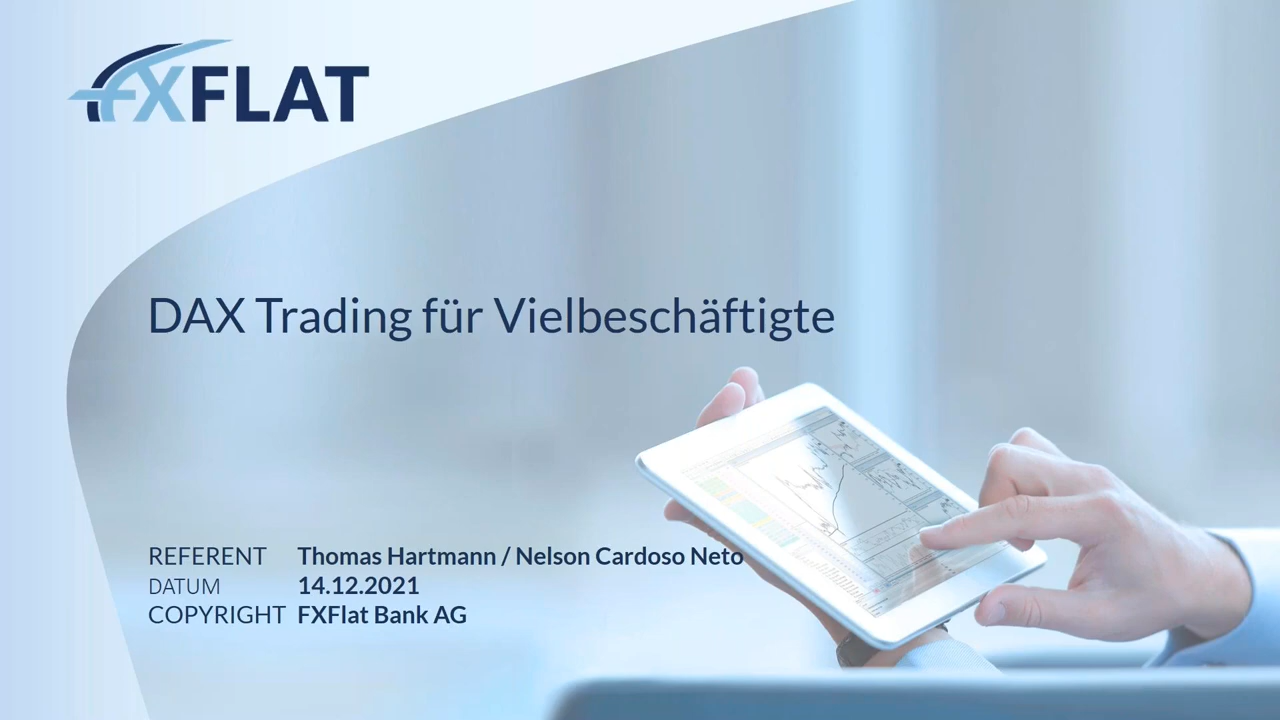 FXFLAT
DAX Trading für Vielbeschäftigte
REFERENT Thomas Hartmann / Nelson Cardoso Neto
DATUM 14.12.2021
COPYRIGHT FXFlat Bank AG